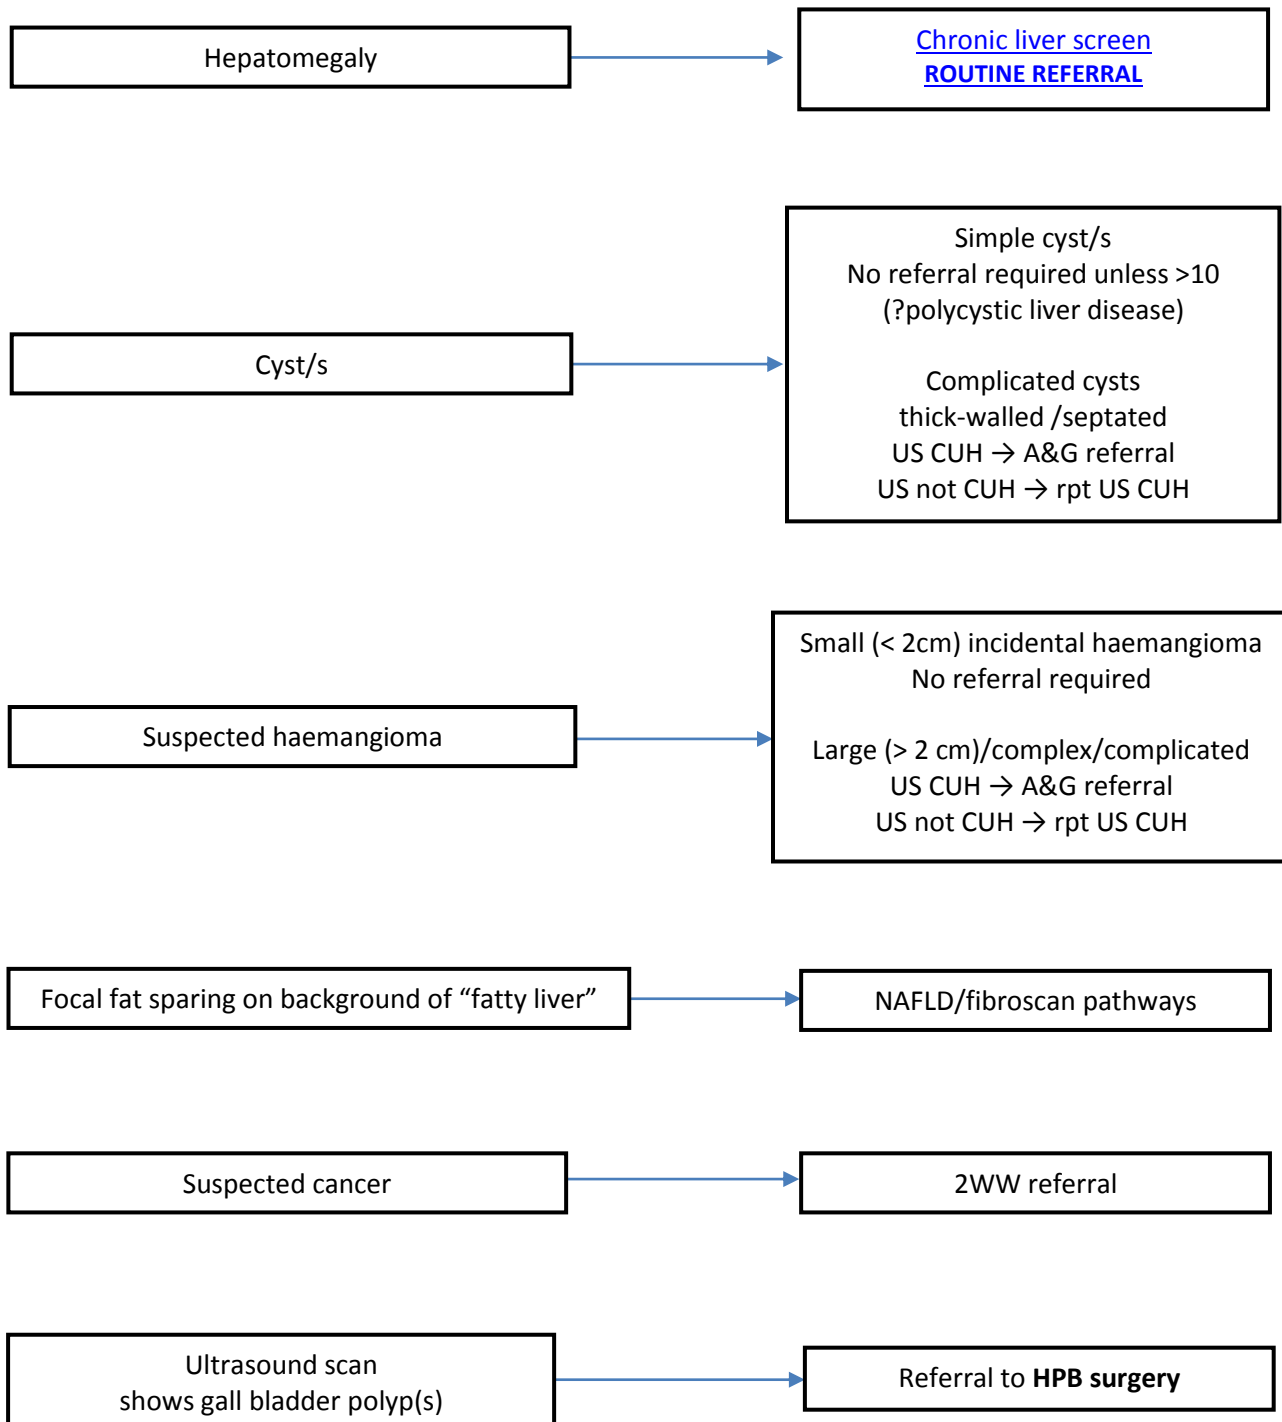 Hepatomegaly
Chronic liver screen
ROUTINE REFERRAL
Cyst/s
Simple cyst/s
No referral required unless >10
(?polycystic liver disease)
Complicated cysts
thick-walled /septated
US CUH → A&G referral
US not CUH → rpt US CUH
Suspected haemangioma
Small (< 2cm) incidental haemangioma
No referral required
Large (> 2 cm)/complex/complicated
US CUH → A&G referral
US not CUH → rpt US CUH
Focal fat sparing on background of “fatty liver”
NAFLD/fibroscan pathways
Suspected cancer
2WW referral
Ultrasound scan
shows gall bladder polyp(s)
Referral to HPB surgery